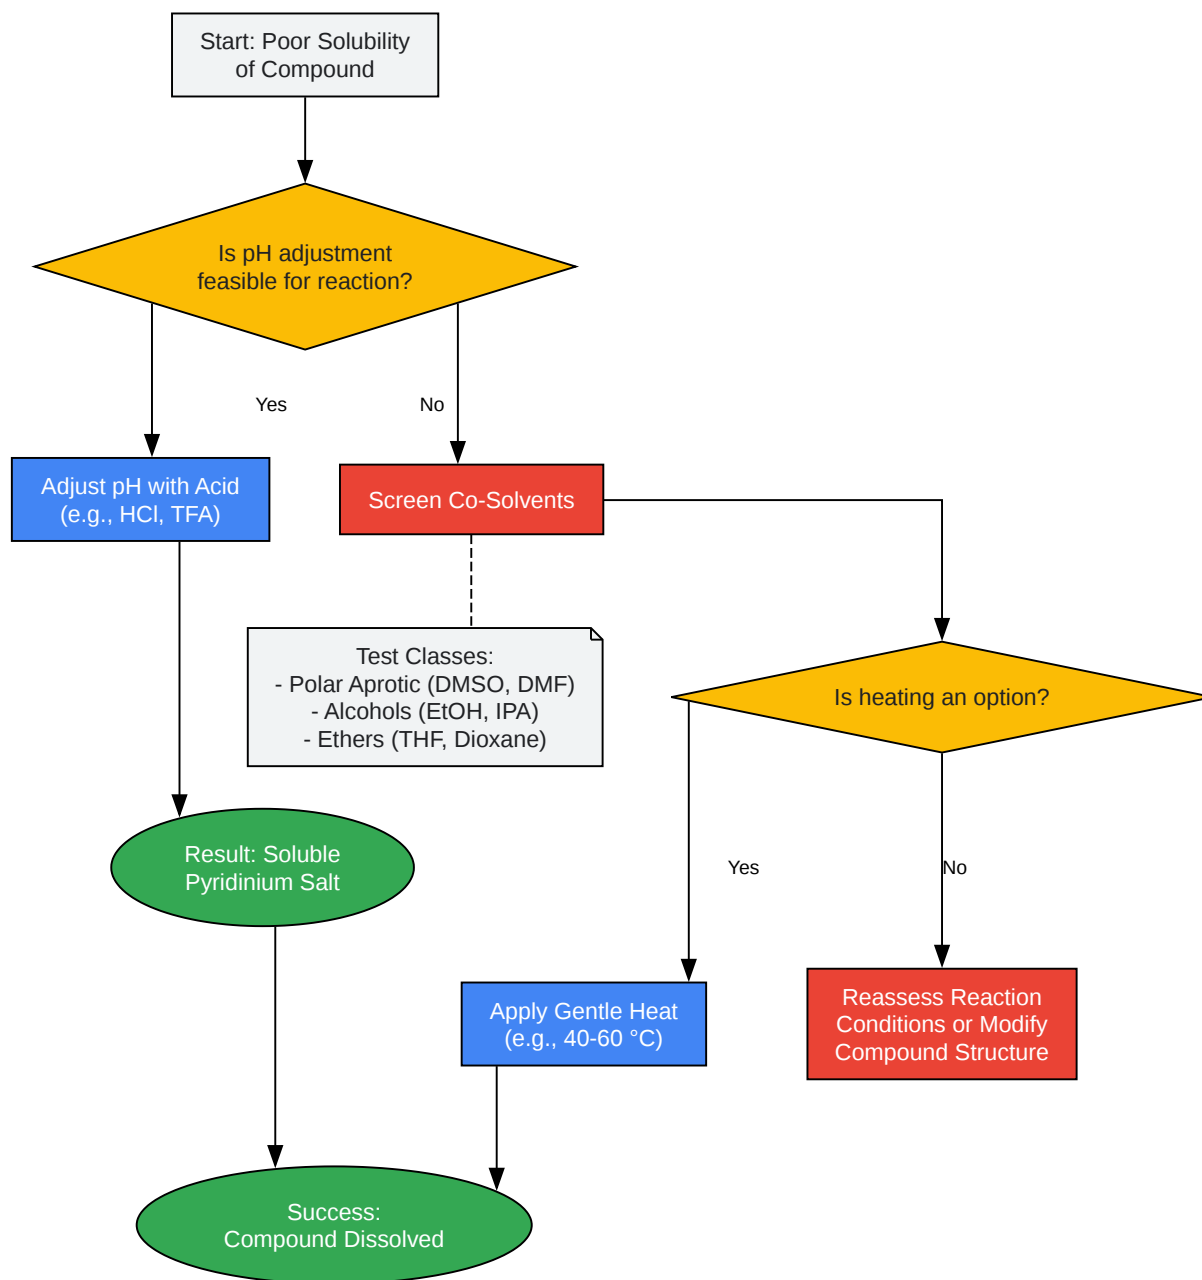 Start: Poor Solubility
of Compound
Is pH adjustment
feasible for reaction?
Yes
No
Adjust pH with Acid
(e.g., HCl, TFA)
Screen Co-Solvents
Test Classes:
- Polar Aprotic (DMSO, DMF)
- Alcohols (EtOH, IPA)
- Ethers (THF, Dioxane)
Is heating an option?
Result: Soluble
Pyridinium Salt
Yes
No
Apply Gentle Heat
(e.g., 40-60 °C)
Reassess Reaction
Conditions or Modify
Compound Structure
Success:
Compound Dissolved